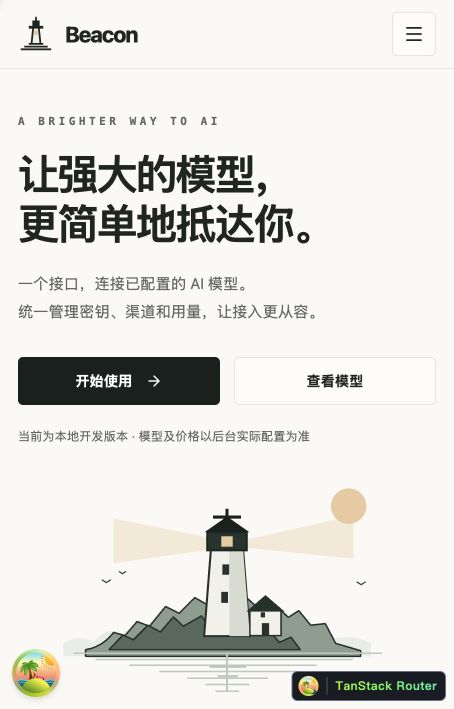 Beacon
A BRIGHTER WAY TO AI
让强大的模型，
更简单地抵达你。
一个接口，连接已配置的 AI 模型。
统一管理密钥、渠道和用量，让接入更从容。
开始使用 →
查看模型
当前为本地开发版本 · 模型及价格以后台实际配置为准
TanStack Router